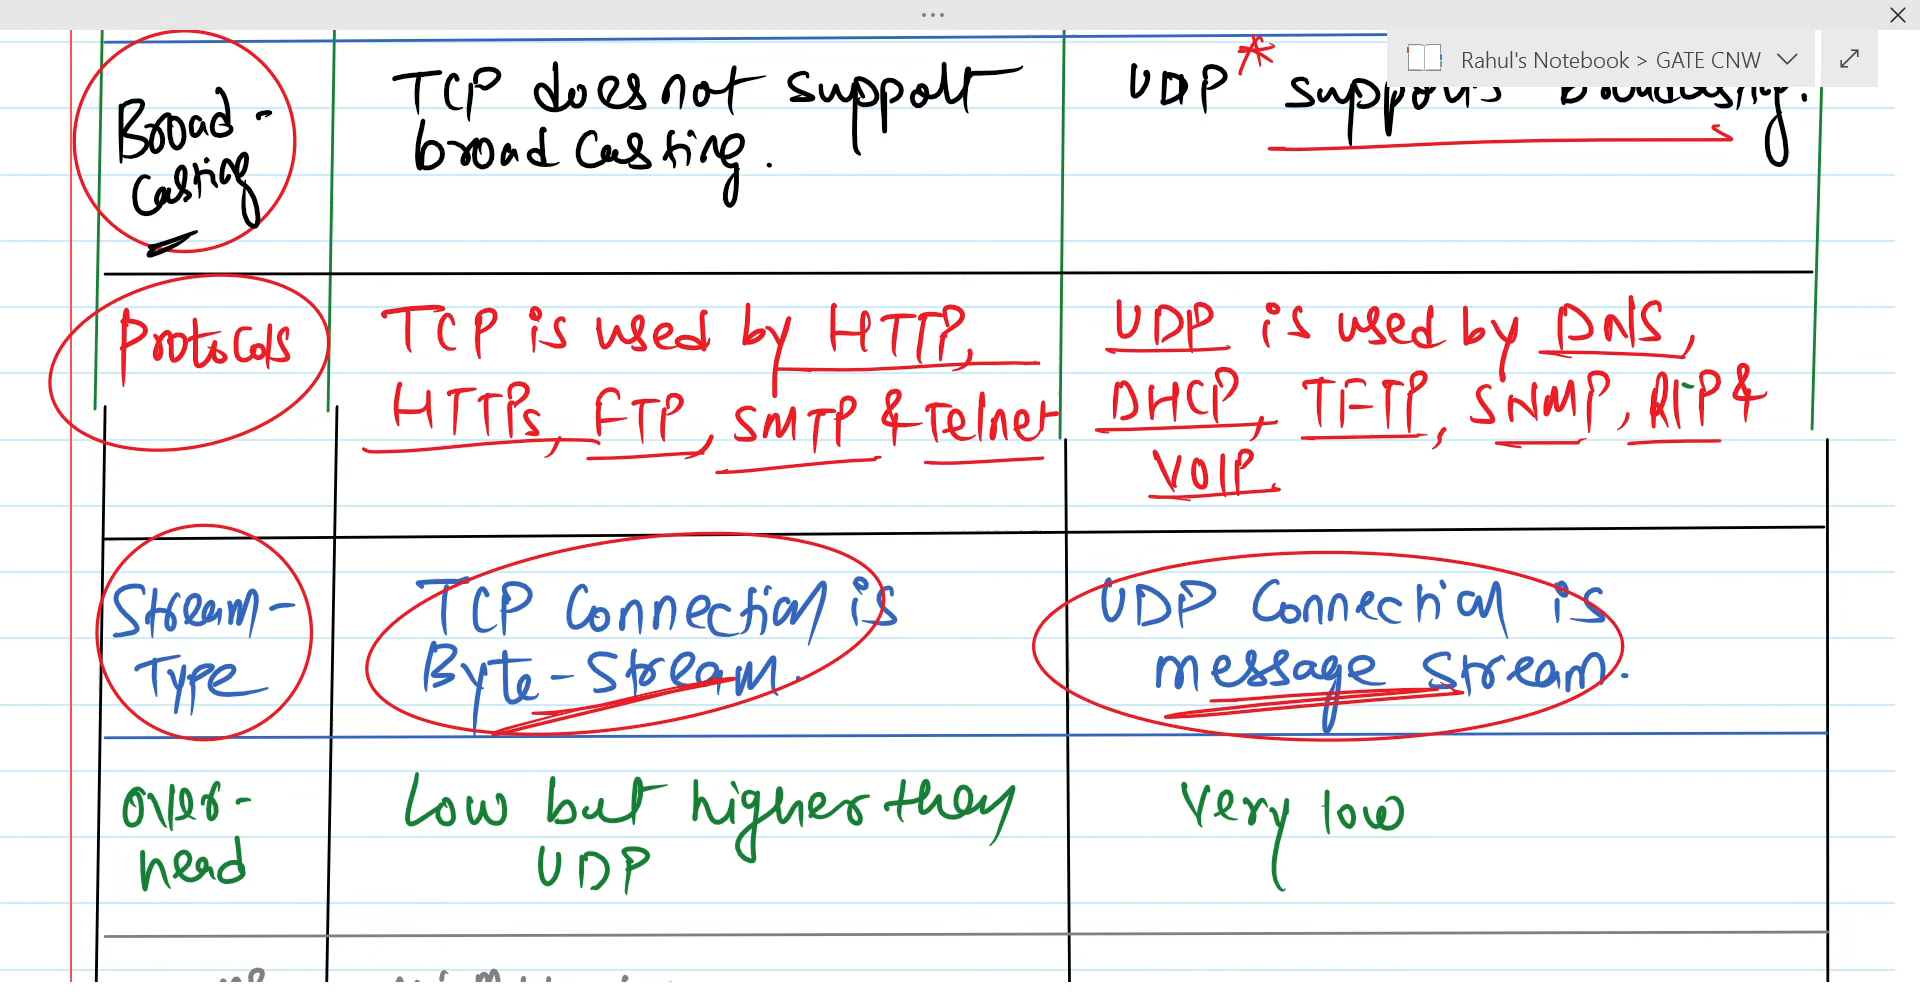 Rahul's Notebook > GATE CNW
Broad-
Casting
TCP does not support
broad casting.
UDP* supports broadcasting.
Protocols
TCP is used by HTTP,
HTTPs, FTP, SMTP & Telnet
UDP is used by DNS,
DHCP, TFTP, SNMP, RIP &
VOIP.
Stream-
Type
TCP Connection is
Byte-Stream.
UDP Connection is
message stream.
Over-
head
Low but higher they
UDP
Very low